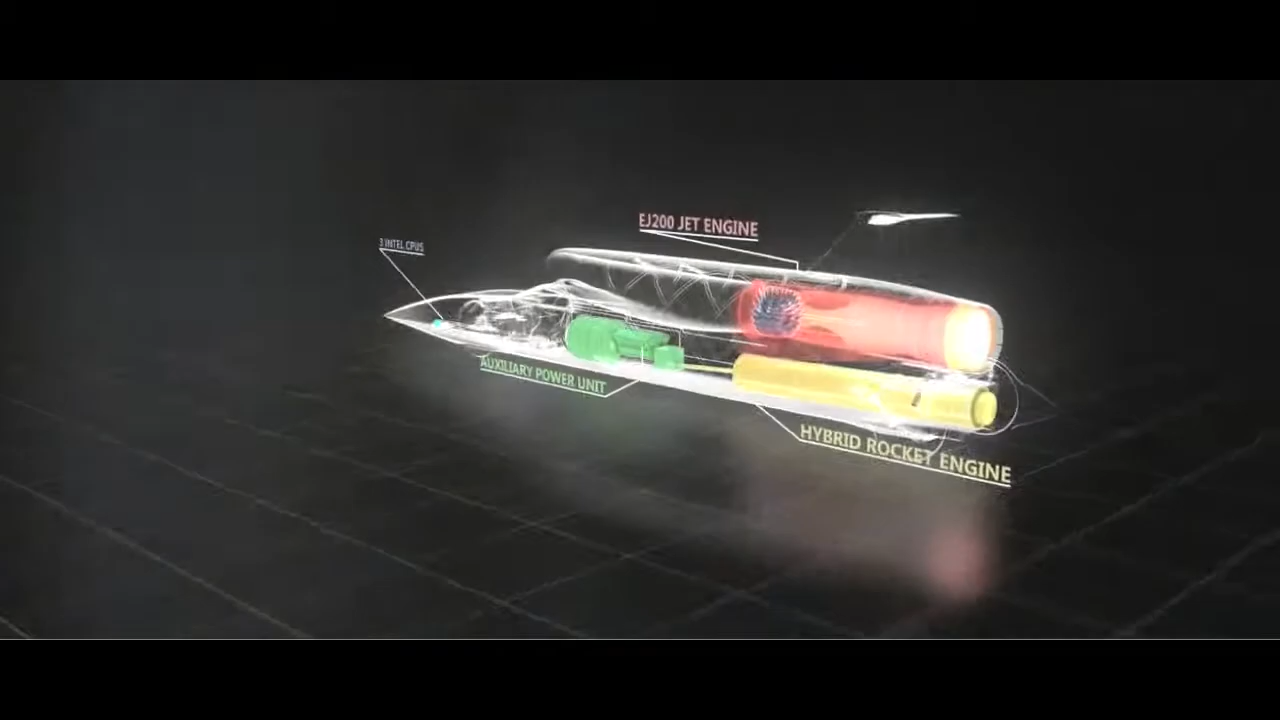 EJ200 JET ENGINE
3 INTEL CPUS
AUXILIARY POWER UNIT
HYBRID ROCKET ENGINE